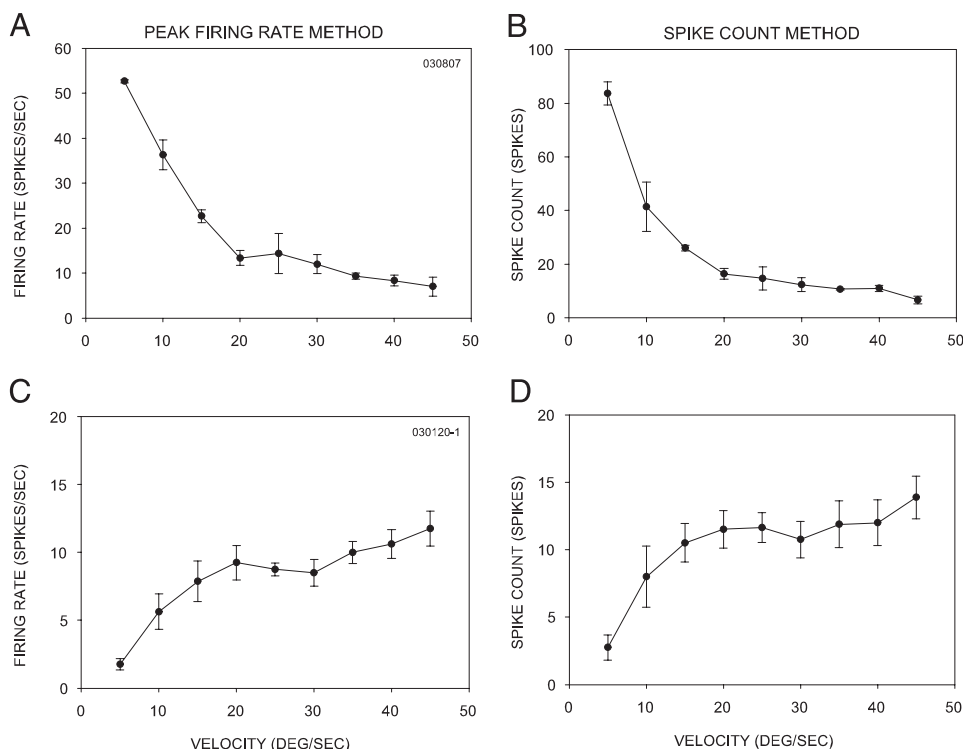 A
PEAK FIRING RATE METHOD
030807
FIRING RATE (SPIKES/SEC)
60
50
40
30
20
10
0
0 10 20 30 40 50
B
SPIKE COUNT METHOD
SPIKE COUNT (SPIKES)
100
80
60
40
20
0
0 10 20 30 40 50
C
030120-1
FIRING RATE (SPIKES/SEC)
20
15
10
5
0
0 10 20 30 40 50
VELOCITY (DEG/SEC)
D
SPIKE COUNT (SPIKES)
20
15
10
5
0
0 10 20 30 40 50
VELOCITY (DEG/SEC)